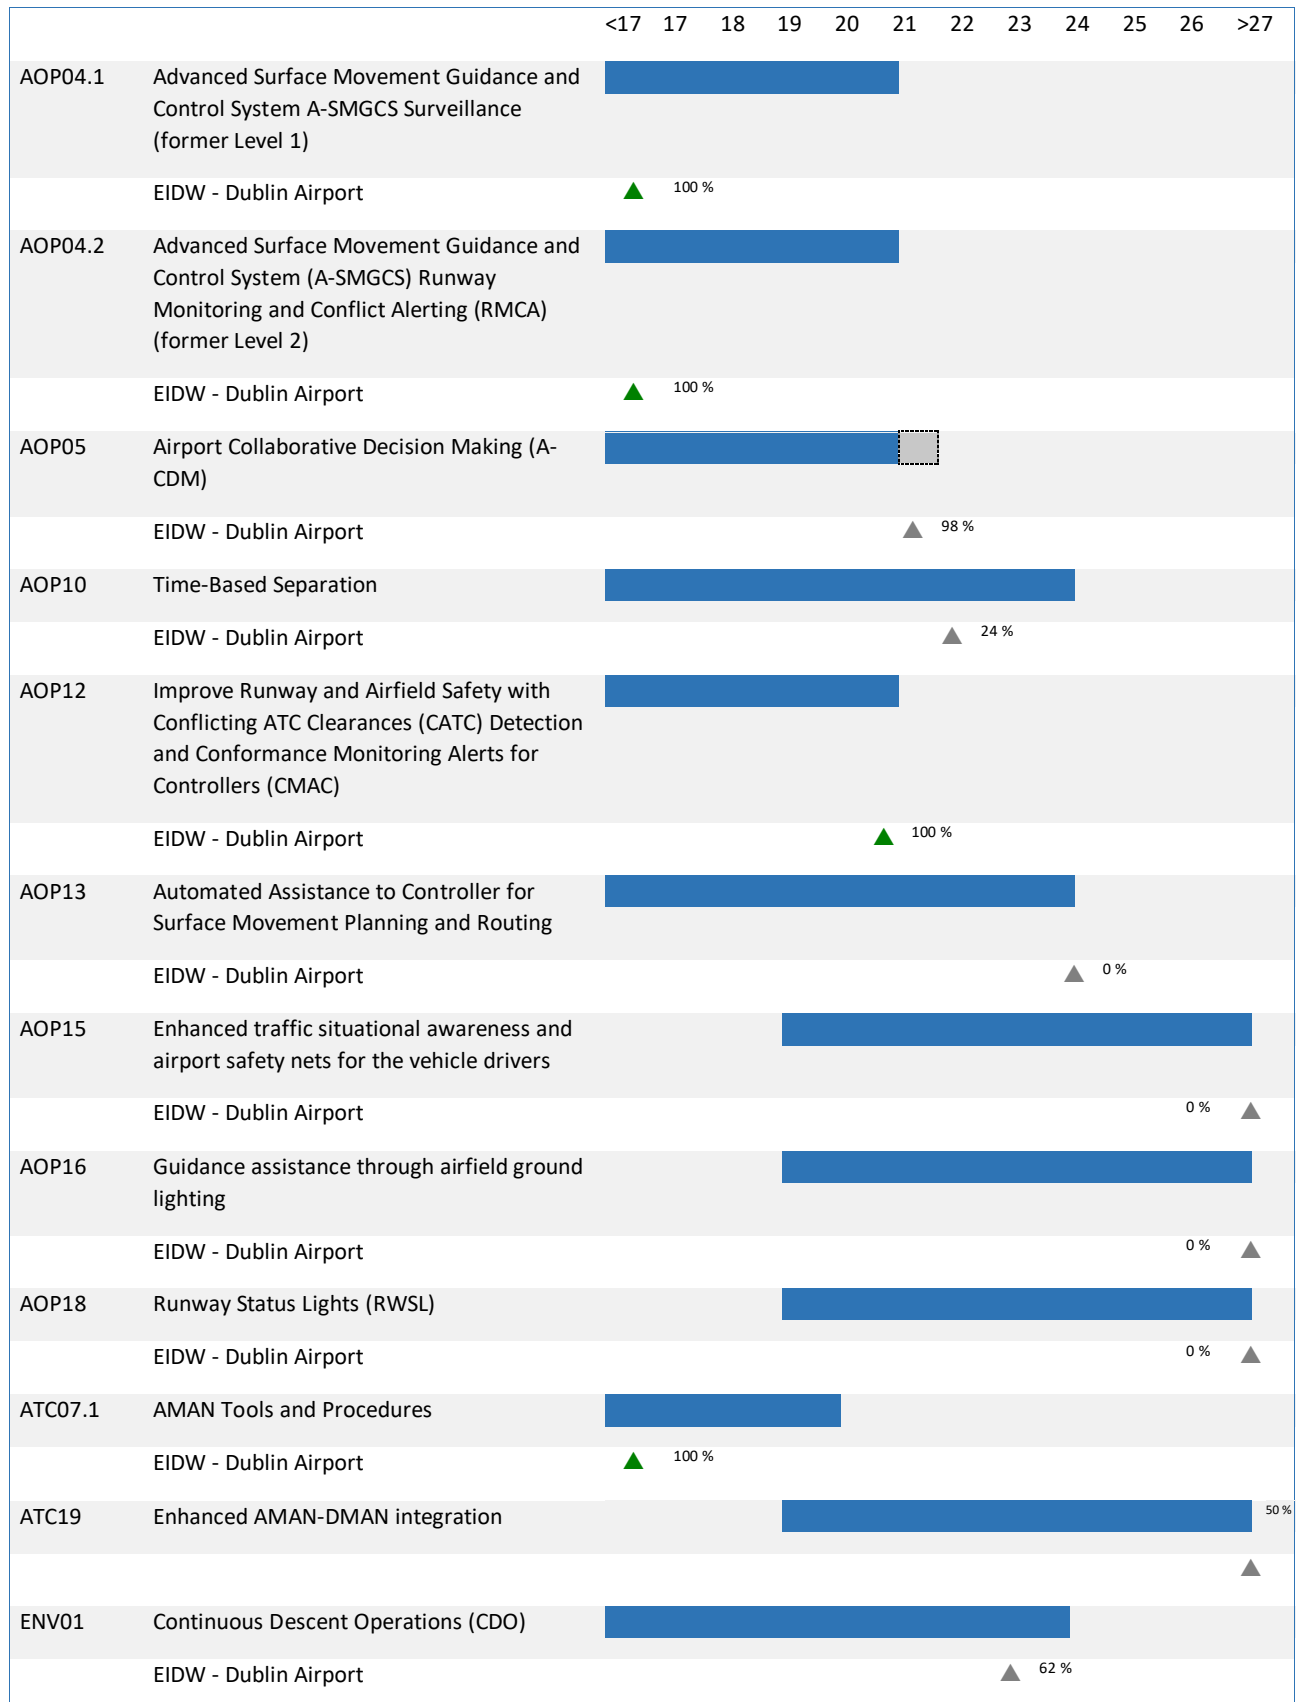 <17 17 18 19 20 21 22 23 24 25 26 >27
AOP04.1 Advanced Surface Movement Guidance and
Control System A-SMGCS Surveillance
(former Level 1)
EIDW - Dublin Airport 100 %
AOP04.2 Advanced Surface Movement Guidance and
Control System (A-SMGCS) Runway
Monitoring and Conflict Alerting (RMCA)
(former Level 2)
EIDW - Dublin Airport 100 %
AOP05 Airport Collaborative Decision Making (A-
CDM)
EIDW - Dublin Airport 98 %
AOP10 Time-Based Separation
EIDW - Dublin Airport 24 %
AOP12 Improve Runway and Airfield Safety with
Conflicting ATC Clearances (CATC) Detection
and Conformance Monitoring Alerts for
Controllers (CMAC)
EIDW - Dublin Airport 100 %
AOP13 Automated Assistance to Controller for
Surface Movement Planning and Routing
EIDW - Dublin Airport 0 %
AOP15 Enhanced traffic situational awareness and
airport safety nets for the vehicle drivers
EIDW - Dublin Airport 0 %
AOP16 Guidance assistance through airfield ground
lighting
EIDW - Dublin Airport 0 %
AOP18 Runway Status Lights (RWSL)
EIDW - Dublin Airport 0 %
ATC07.1 AMAN Tools and Procedures
EIDW - Dublin Airport 100 %
ATC19 Enhanced AMAN-DMAN integration 50 %
ENV01 Continuous Descent Operations (CDO)
EIDW - Dublin Airport 62 %